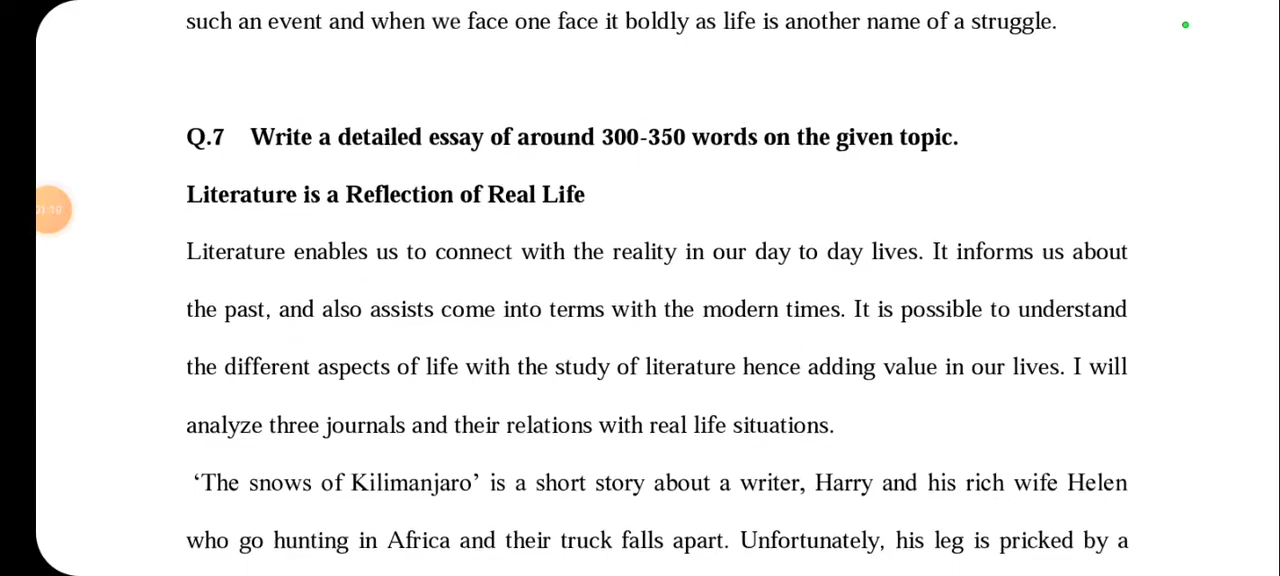 such an event and when we face one face it boldly as life is another name of a struggle.
Q.7 Write a detailed essay of around 300-350 words on the given topic.
Literature is a Reflection of Real Life
Literature enables us to connect with the reality in our day to day lives. It informs us about
the past, and also assists come into terms with the modern times. It is possible to understand
the different aspects of life with the study of literature hence adding value in our lives. I will
analyze three journals and their relations with real life situations.
‘The snows of Kilimanjaro’ is a short story about a writer, Harry and his rich wife Helen
who go hunting in Africa and their truck falls apart. Unfortunately, his leg is pricked by a